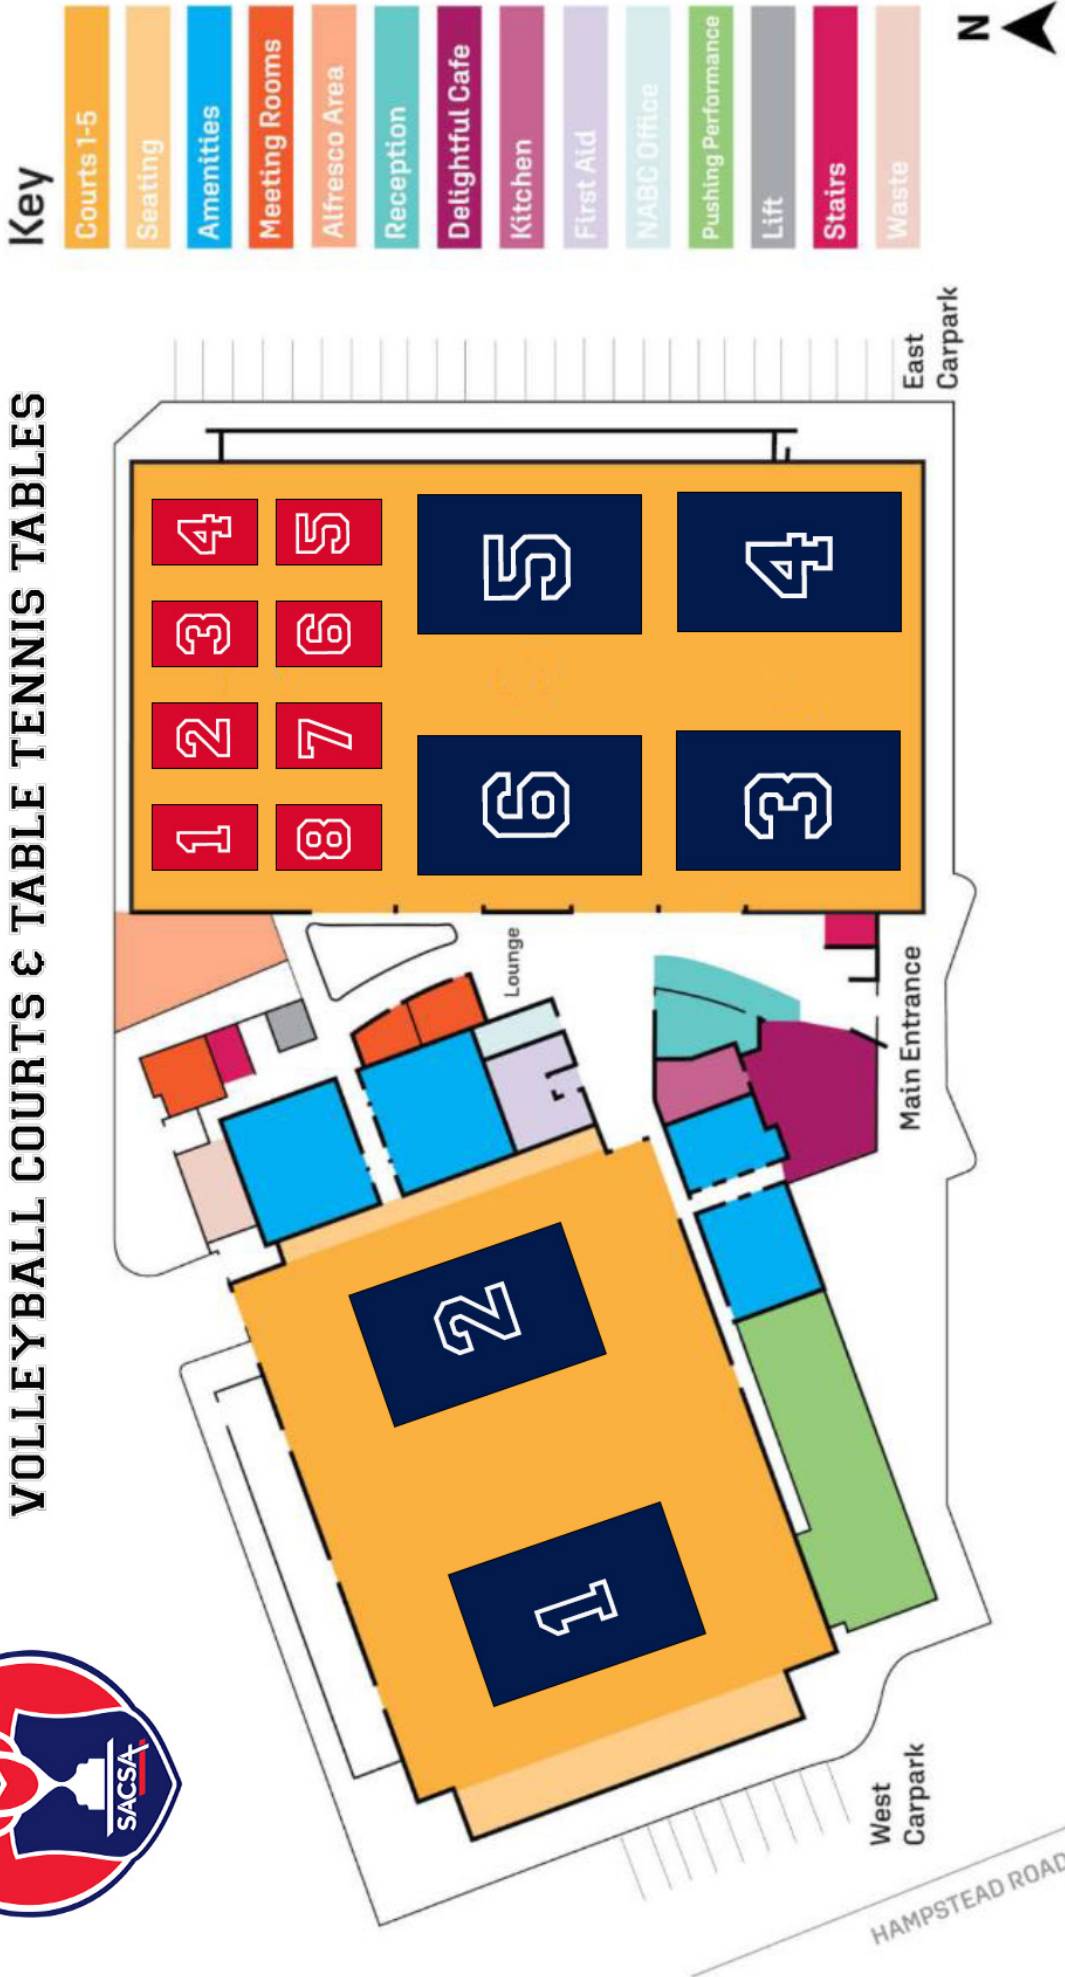 VOLLEYBALL COURTS & TABLE TENNIS TABLES
SACSA
Key
Courts 1-5
Seating
Amenities
Meeting Rooms
Alfresco Area
Reception
Delightful Cafe
Kitchen
First Aid
NABC Office
Pushing Performance
Lift
Stairs
Waste
N
1
2
3
4
8
7
6
5
6
5
3
4
2
1
Lounge
Main Entrance
East
Carpark
West
Carpark
HAMPSTEAD ROAD